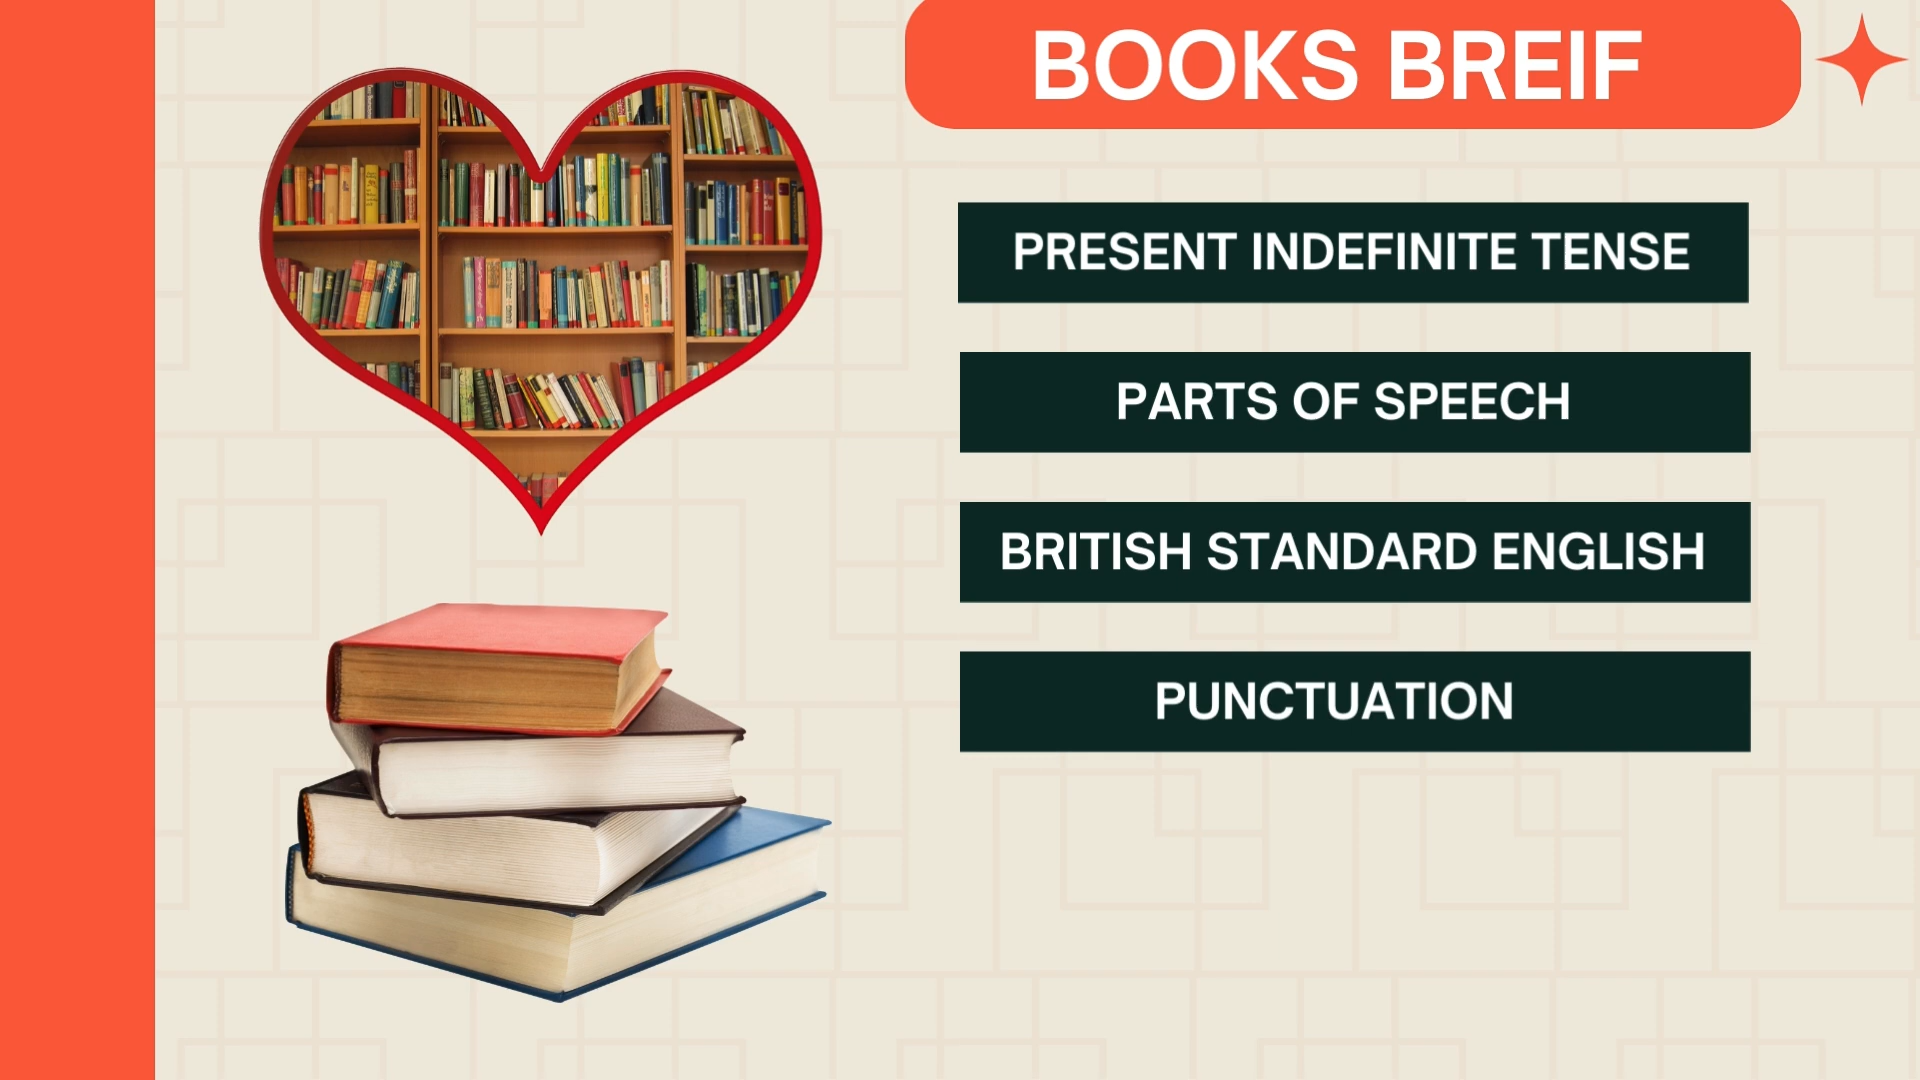 BOOKS BREIF
PRESENT INDEFINITE TENSE
PARTS OF SPEECH
BRITISH STANDARD ENGLISH
PUNCTUATION